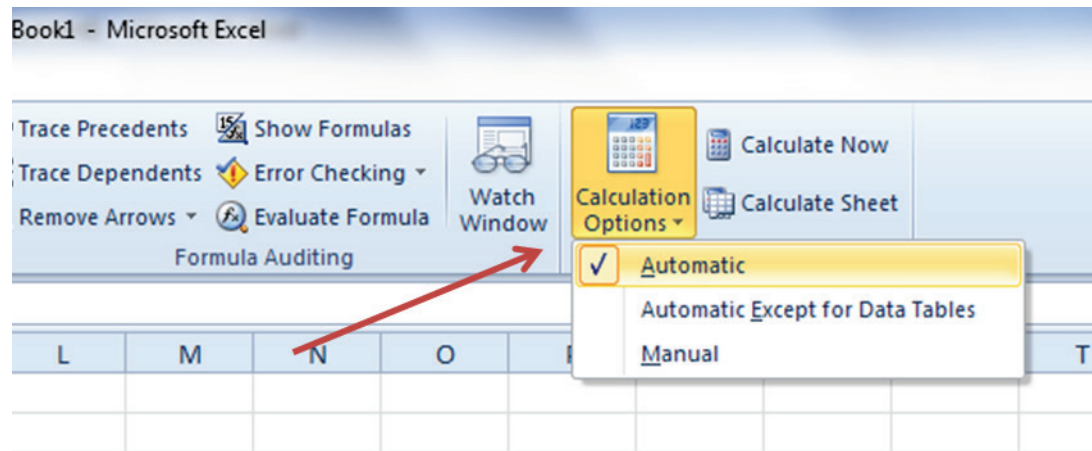 Book1 - Microsoft Excel
Trace Precedents Show Formulas
Trace Dependents Error Checking
Remove Arrows Evaluate Formula
Formula Auditing
Watch
Window
Calculation
Options
Calculate Now
Calculate Sheet
Automatic
Automatic Except for Data Tables
Manual
L M N O T